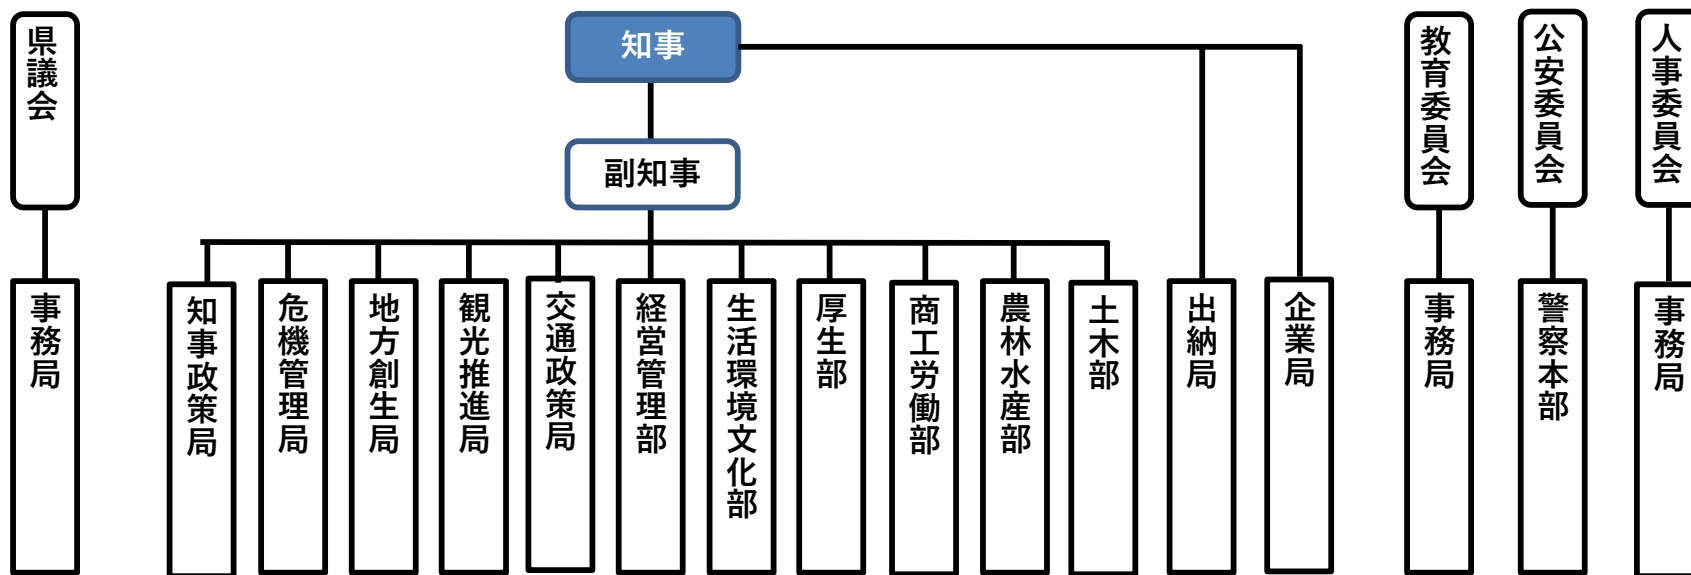 県議会
知事
教育委員会
公安委員会
人事委員会
副知事
事務局
知事政策局
危機管理局
地方創生局
観光推進局
交通政策局
経営管理部
生活環境文化部
厚生部
商工労働部
農林水産部
土木部
出納局
企業局
事務局
警察本部
事務局